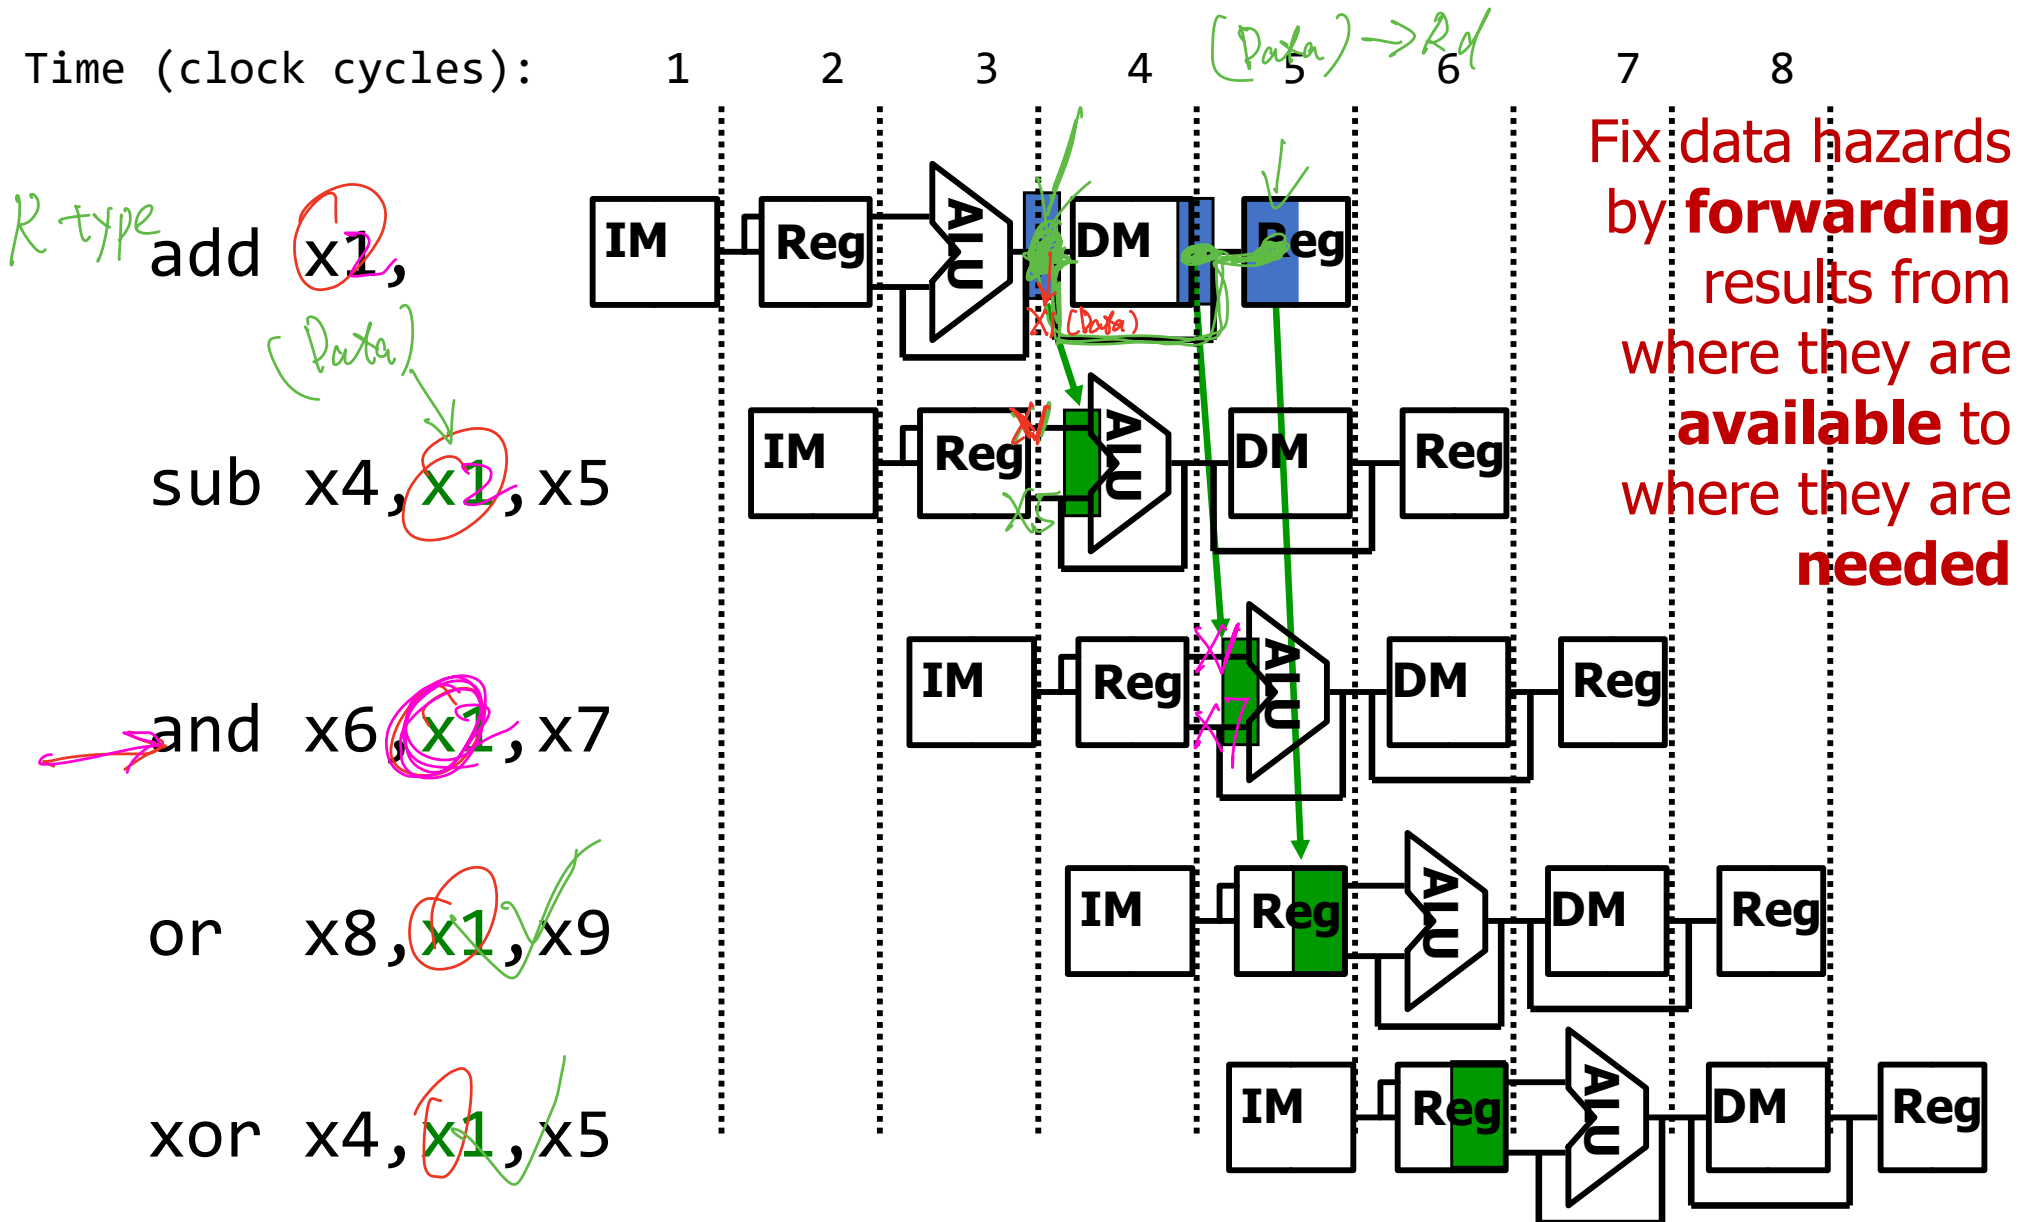 (Data) → Rd
Time (clock cycles): 1 2 3 4 5 6 7 8
Fix data hazards
by forwarding
results from
where they are
available to
where they are
needed
R-type
add x1,
IM Reg ALU DM Reg
x1 (Data)
(Data)
sub x4,x1,x5
IM Reg ALU DM Reg
x1
x5
and x6,x1,x7
IM Reg ALU DM Reg
x1
x7
or x8,x1,x9
IM Reg ALU DM Reg
xor x4,x1,x5
IM Reg ALU DM Reg